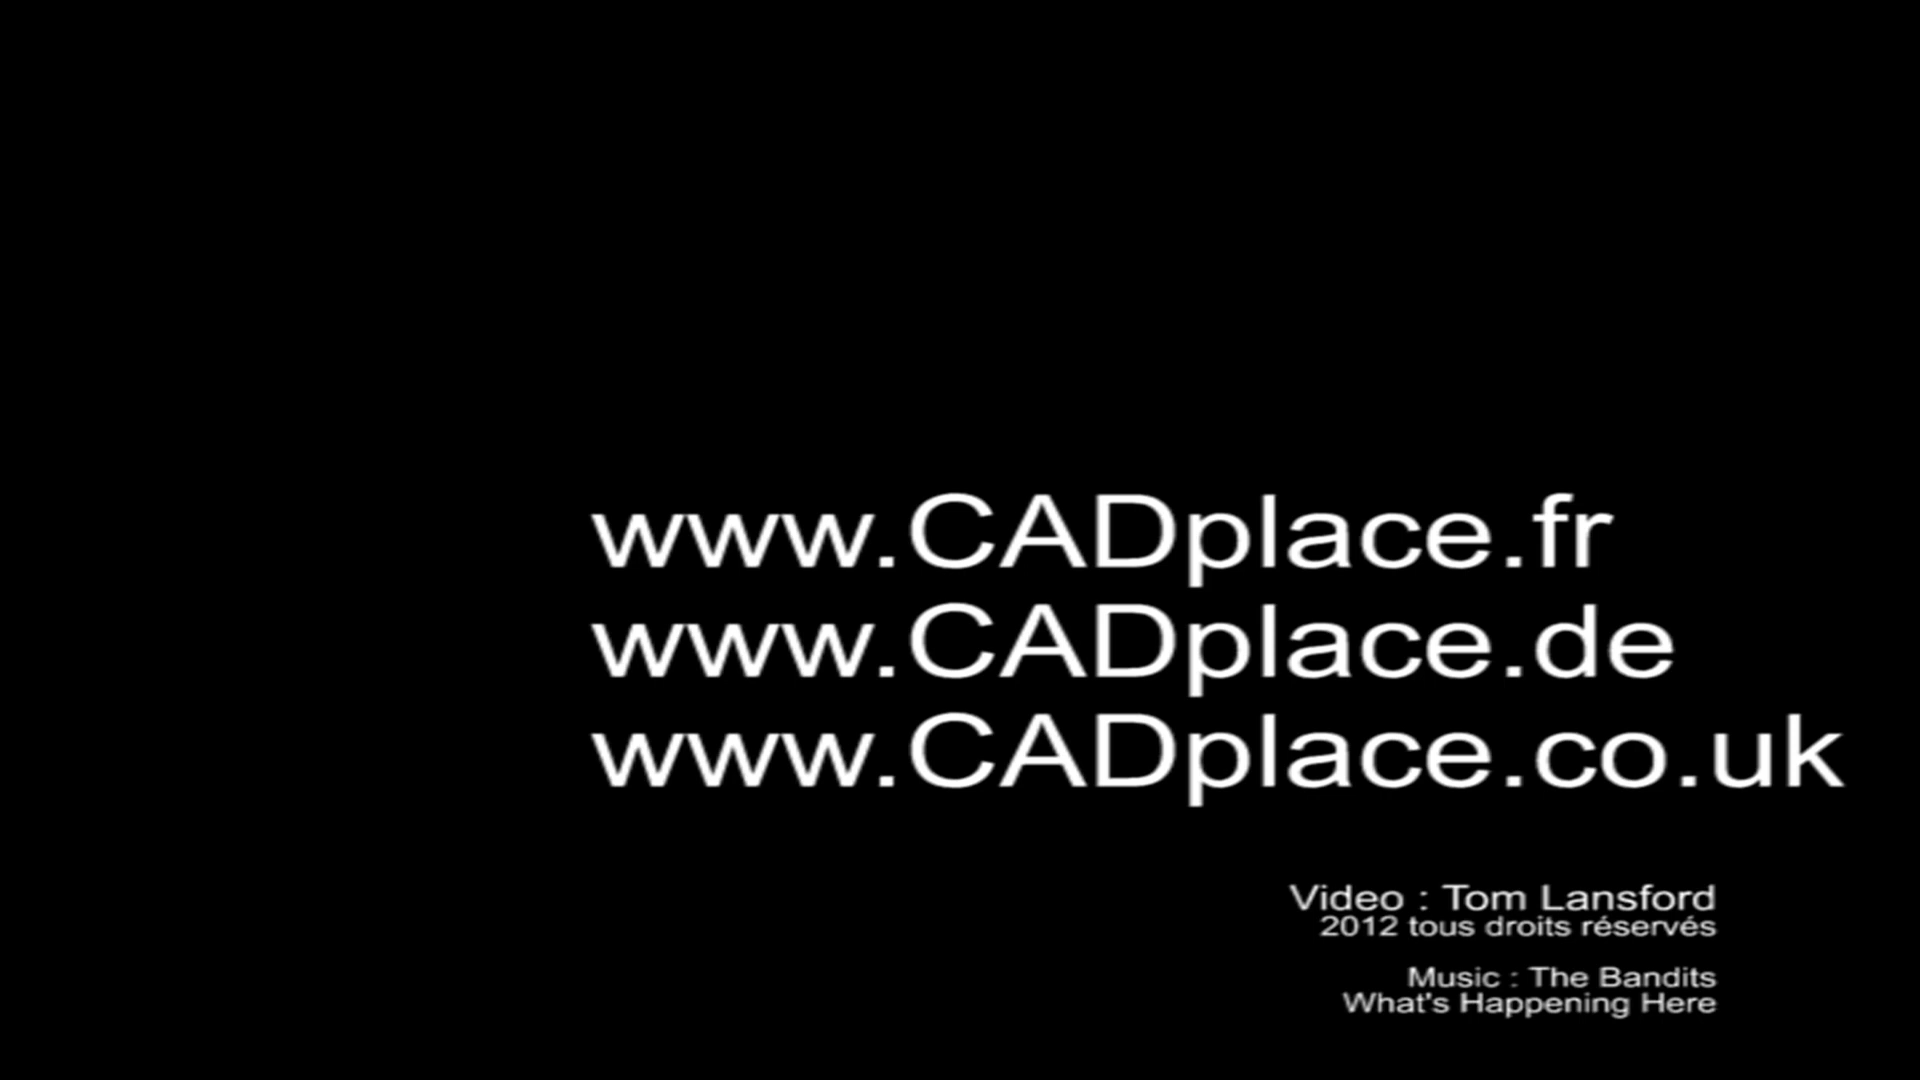 www.CADplace.fr
www.CADplace.de
www.CADplace.co.uk
Video : Tom Lansford
2012 tous droits réservés
Music : The Bandits
What's Happening Here